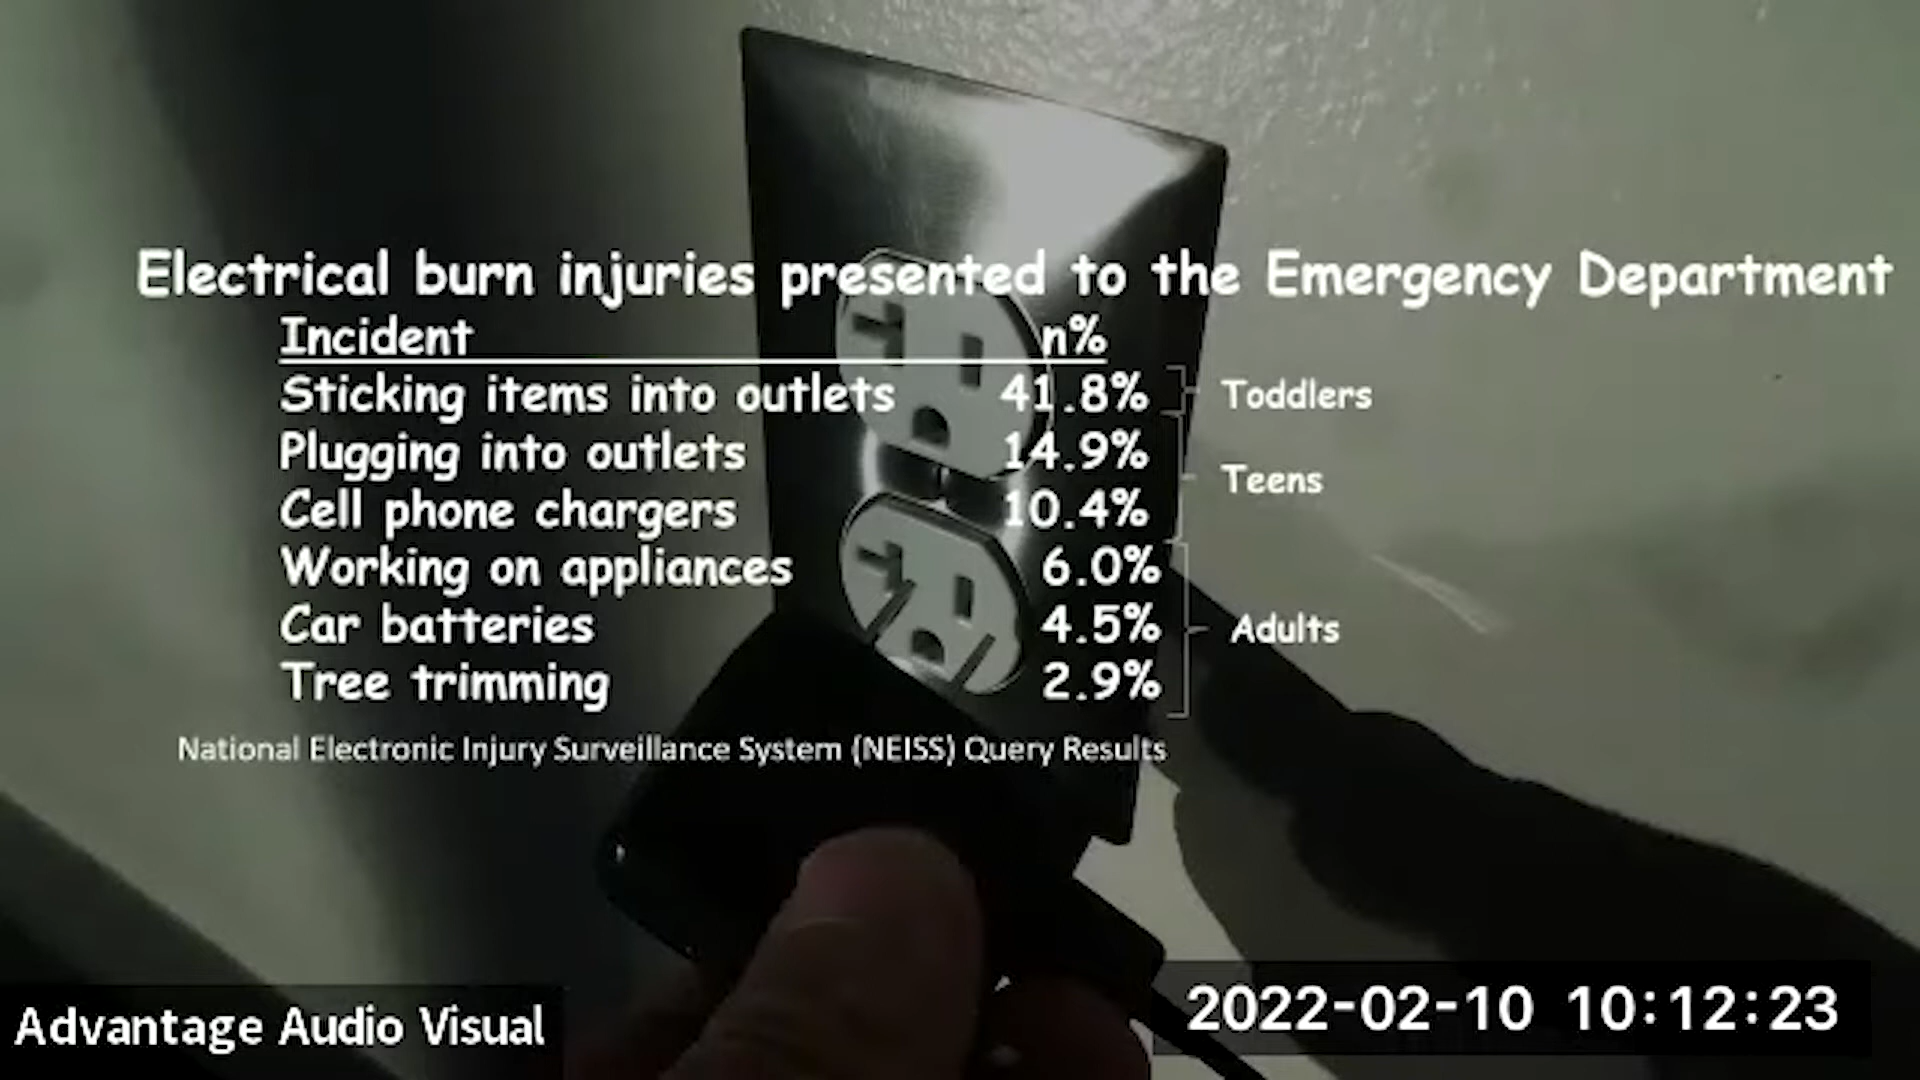 Electrical burn injuries presented to the Emergency Department
Incident n%
Sticking items into outlets 41.8% Toddlers
Plugging into outlets 14.9%
Teens
Cell phone chargers 10.4%
Working on appliances 6.0%
Car batteries 4.5% Adults
Tree trimming 2.9%
National Electronic Injury Surveillance System (NEISS) Query Results
Advantage Audio Visual
2022-02-10 10:12:23